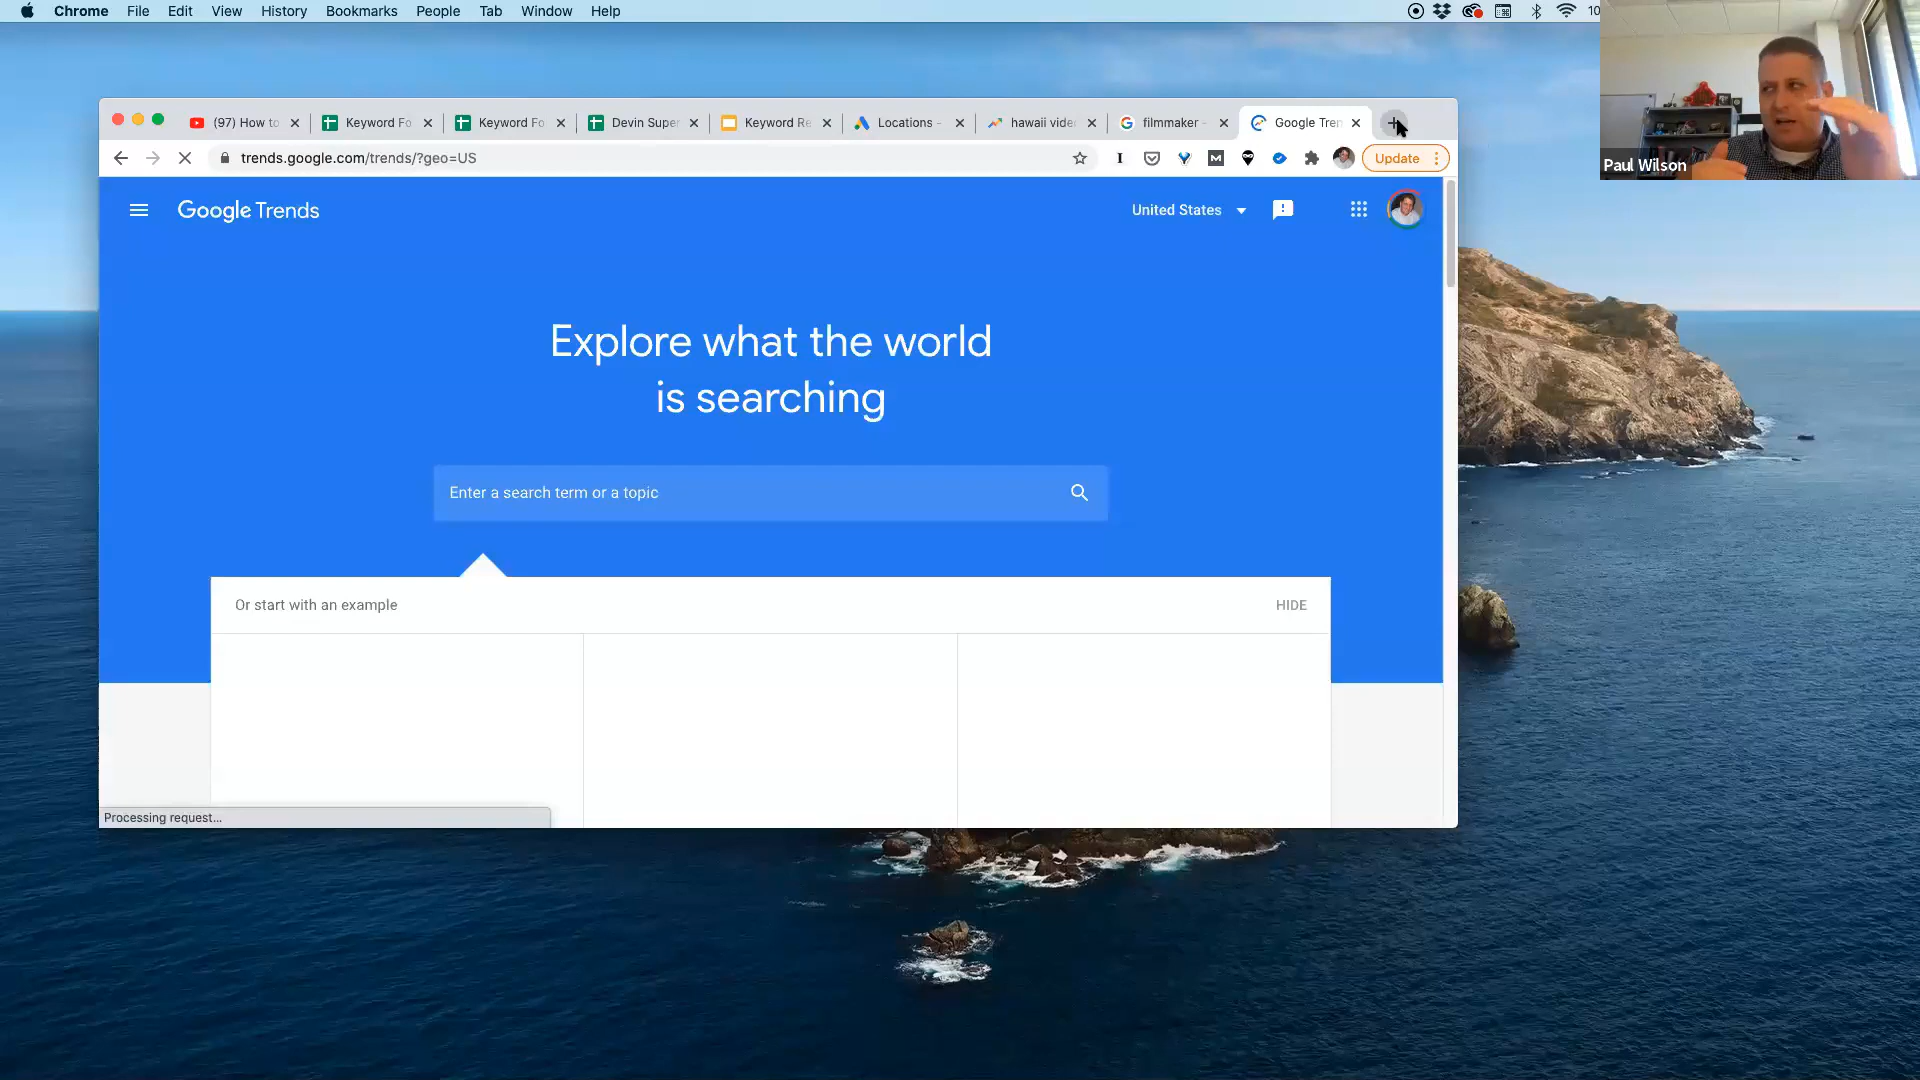 Chrome File Edit View History Bookmarks People Tab Window Help
10
(97) How to
Keyword Fo
Keyword Fo
Devin Super
Keyword Re
Locations -
hawaii vide
filmmaker -
Google Tren
trends.google.com/trends/?geo=US
Update
Paul Wilson
Google Trends
United States
Explore what the world
is searching
Enter a search term or a topic
Or start with an example
HIDE
Processing request...